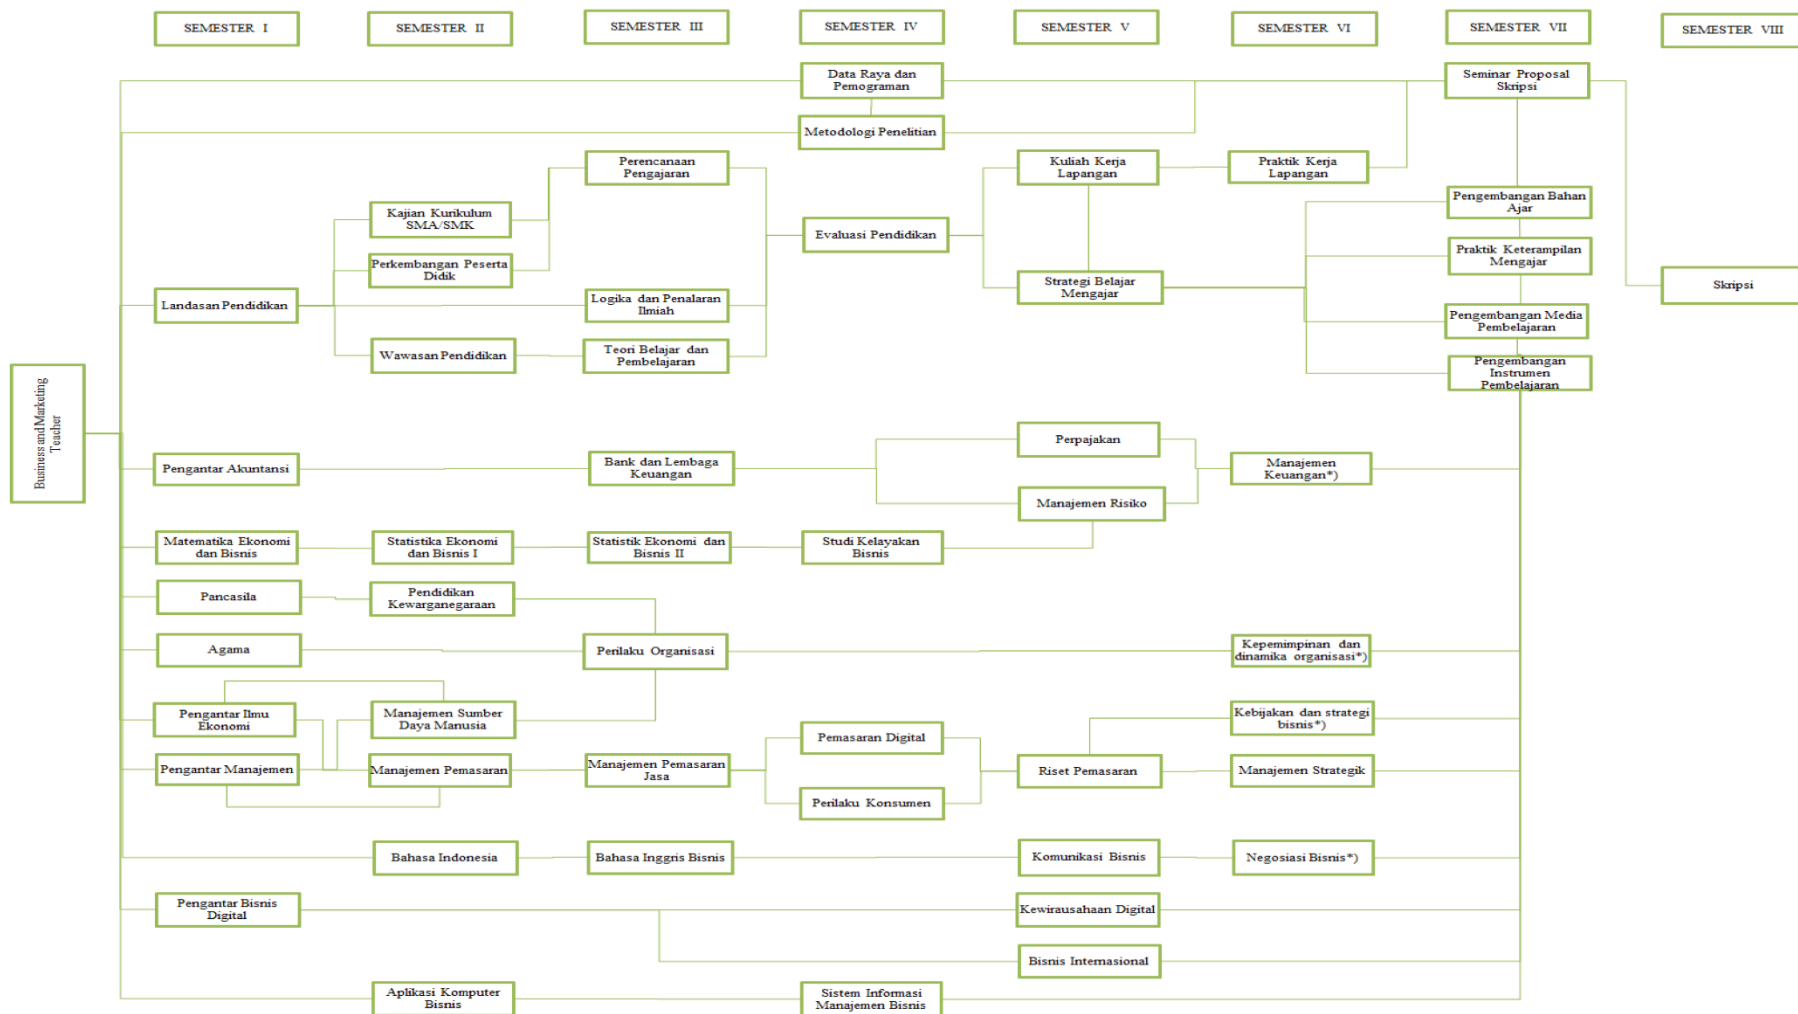 SEMESTER I
SEMESTER II
SEMESTER III
SEMESTER IV
SEMESTER V
SEMESTER VI
SEMESTER VII
SEMESTER VIII
Data Raya dan
Pemograman
Seminar Proposal
Skripsi
Metodologi Penelitian
Perencanaan
Pengajaran
Kuliah Kerja
Lapangan
Praktik Kerja
Lapangan
Kajian Kurikulum
SMA/SMK
Pengembangan Bahan
Ajar
Evaluasi Pendidikan
Perkembangan Peserta
Didik
Praktik Keterampilan
Mengajar
Landasan Pendidikan
Logika dan Penalaran
Ilmiah
Strategi Belajar
Mengajar
Skripsi
Pengembangan Media
Pembelajaran
Wawasan Pendidikan
Teori Belajar dan
Pembelajaran
Pengembangan
Instrumen
Pembelajaran
Business and Marketing
Teacher
Perpajakan
Pengantar Akuntansi
Bank dan Lembaga
Keuangan
Manajemen
Keuangan*)
Manajemen Risiko
Matematika Ekonomi
dan Bisnis
Statistika Ekonomi
dan Bisnis I
Statistik Ekonomi dan
Bisnis II
Studi Kelayakan
Bisnis
Pancasila
Pendidikan
Kewarganegaraan
Agama
Perilaku Organisasi
Kepemimpinan dan
dinamika organisasi*)
Pengantar Ilmu
Ekonomi
Manajemen Sumber
Daya Manusia
Kebijakan dan strategi
bisnis*)
Pemasaran Digital
Pengantar Manajemen
Manajemen Pemasaran
Manajemen Pemasaran
Jasa
Riset Pemasaran
Manajemen Strategik
Perilaku Konsumen
Bahasa Indonesia
Bahasa Inggris Bisnis
Komunikasi Bisnis
Negosiasi Bisnis*)
Pengantar Bisnis
Digital
Kewirausahaan Digital
Bisnis Internasional
Aplikasi Komputer
Bisnis
Sistem Informasi
Manajemen Bisnis